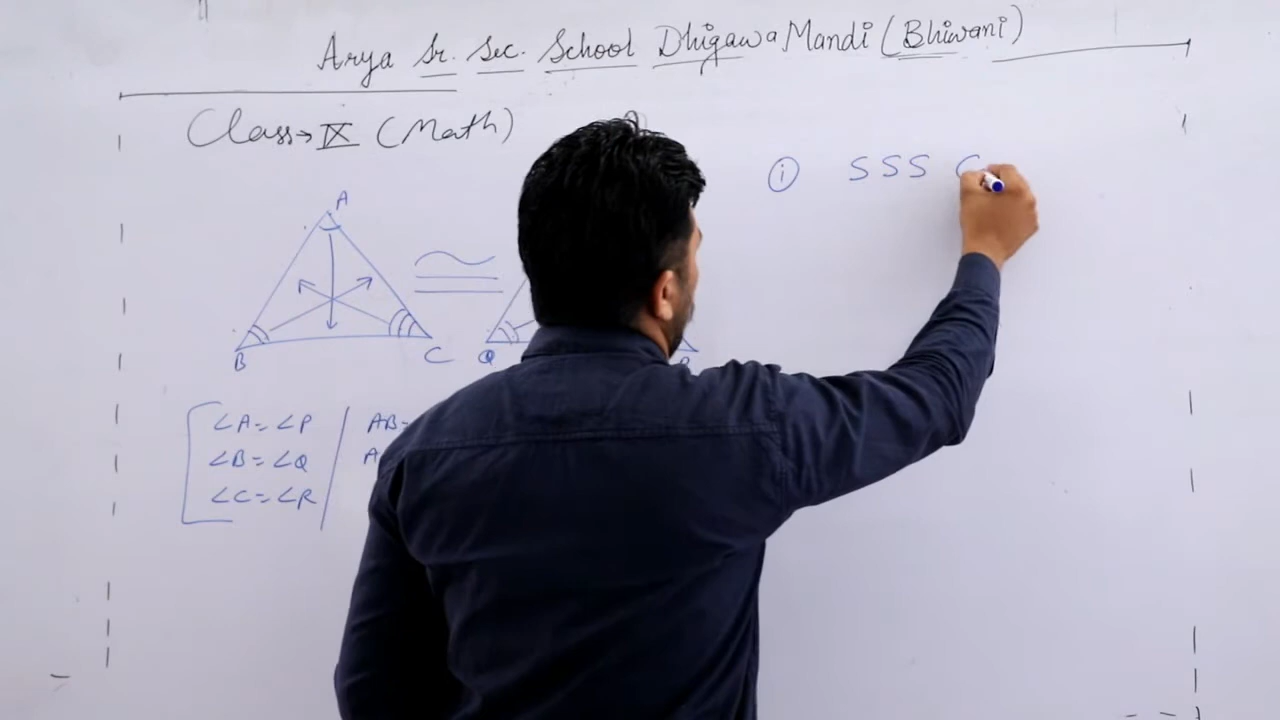 Arya Sr. Sec. School Dhigawa Mandi (Bhiwani)
Class→ IX (Math)
A
B
C
≅
Q
∠A=∠P
∠B=∠Q
∠C=∠R
AB=
A
(i) SSS C